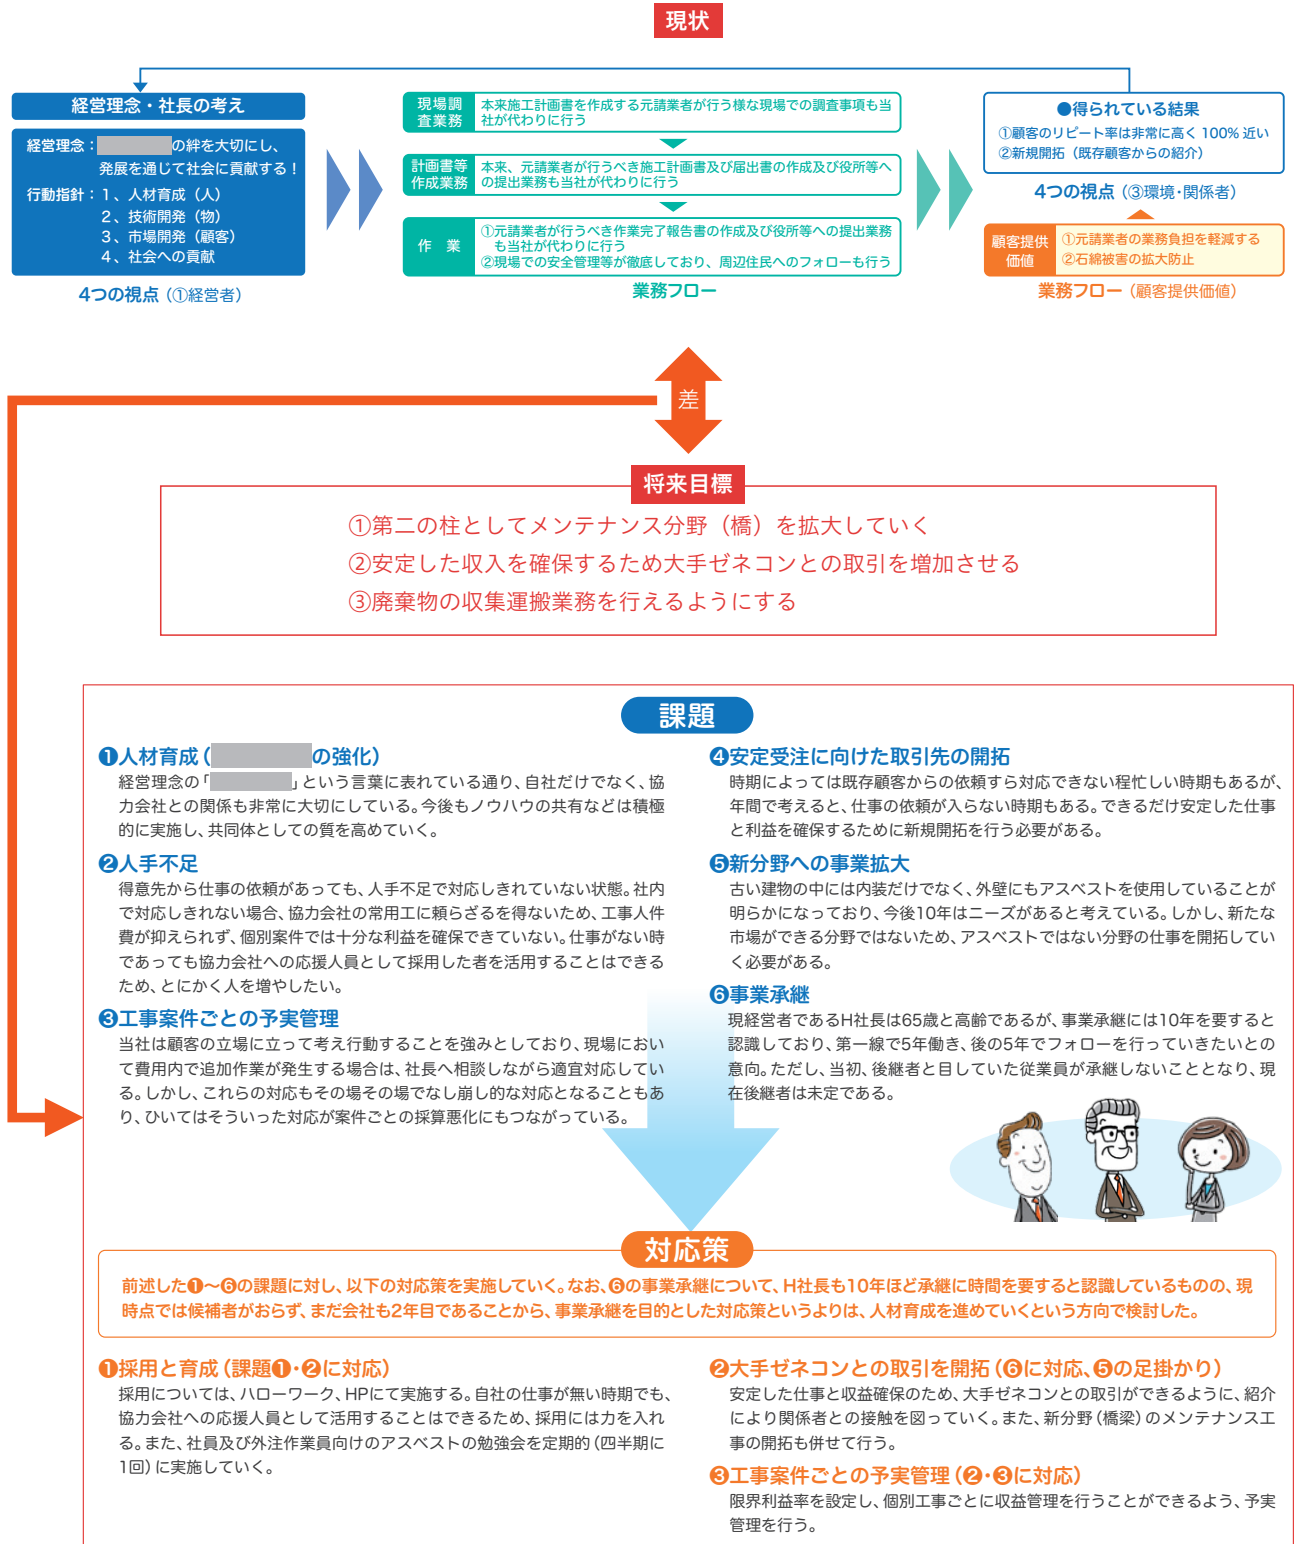 現状
経営理念・社長の考え
経営理念：の絆を大切にし、
発展を通じて社会に貢献する！
行動指針：１、人材育成（人）
２、技術開発（物）
３、市場開発（顧客）
４、社会への貢献
4つの視点（①経営者）
現場調
査業務
本来施工計画書を作成する元請業者が行う様な現場での調査事項も当
社が代わりに行う
計画書等
作成業務
本来、元請業者が行うべき施工計画書及び届出書の作成及び役所等へ
の提出業務も当社が代わりに行う
作　業
①元請業者が行うべき作業完了報告書の作成及び役所等への提出業務
も当社が代わりに行う
②現場での安全管理等が徹底しており、周辺住民へのフォローも行う
業務フロー
●得られている結果
①顧客のリピート率は非常に高く 100% 近い
②新規開拓（既存顧客からの紹介）
4つの視点（③環境・関係者）
顧客提供
価値
①元請業者の業務負担を軽減する
②石綿被害の拡大防止
業務フロー（顧客提供価値）
差
将来目標
①第二の柱としてメンテナンス分野（橋）を拡大していく
②安定した収入を確保するため大手ゼネコンとの取引を増加させる
③廃棄物の収集運搬業務を行えるようにする
課題
❶人材育成（の強化）
経営理念の「」という言葉に表れている通り、自社だけでなく、協
力会社との関係も非常に大切にしている。今後もノウハウの共有などは積極
的に実施し、共同体としての質を高めていく。
❷人手不足
得意先から仕事の依頼があっても、人手不足で対応しきれていない状態。社内
で対応しきれない場合、協力会社の常用工に頼らざるを得ないため、工事人件
費が抑えられず、個別案件では十分な利益を確保できていない。仕事がない時
であっても協力会社への応援人員として採用した者を活用することはできる
ため、とにかく人を増やしたい。
❸工事案件ごとの予実管理
当社は顧客の立場に立って考え行動することを強みとしており、現場におい
て費用内で追加作業が発生する場合は、社長へ相談しながら適宜対応してい
る。しかし、これらの対応もその場その場でなし崩し的な対応となることもあ
り、ひいてはそういった対応が案件ごとの採算悪化にもつながっている。
❹安定受注に向けた取引先の開拓
時期によっては既存顧客からの依頼すら対応できない程忙しい時期もあるが、
年間で考えると、仕事の依頼が入らない時期もある。できるだけ安定した仕事
と利益を確保するために新規開拓を行う必要がある。
❺新分野への事業拡大
古い建物の中には内装だけでなく、外壁にもアスベストを使用していることが
明らかになっており、今後10年はニーズがあると考えている。しかし、新たな
市場ができる分野ではないため、アスベストではない分野の仕事を開拓してい
く必要がある。
❻事業承継
現経営者であるH社長は65歳と高齢であるが、事業承継には10年を要すると
認識しており、第一線で5年働き、後の5年でフォローを行っていきたいとの
意向。ただし、当初、後継者と目していた従業員が承継しないこととなり、現
在後継者は未定である。
対応策
前述した❶〜❻の課題に対し、以下の対応策を実施していく。なお、❻の事業承継について、H社長も10年ほど承継に時間を要すると認識しているものの、現
時点では候補者がおらず、まだ会社も2年目であることから、事業承継を目的とした対応策というよりは、人材育成を進めていくという方向で検討した。
❶採用と育成（課題❶・❷に対応）
採用については、ハローワーク、HPにて実施する。自社の仕事が無い時期でも、
協力会社への応援人員として活用することはできるため、採用には力を入れ
る。また、社員及び外注作業員向けのアスベストの勉強会を定期的（四半期に
1回）に実施していく。
❷大手ゼネコンとの取引を開拓（❻に対応、❺の足掛かり）
安定した仕事と収益確保のため、大手ゼネコンとの取引ができるように、紹介
により関係者との接触を図っていく。また、新分野（橋梁）のメンテナンス工
事の開拓も併せて行う。
❸工事案件ごとの予実管理（❷・❸に対応）
限界利益率を設定し、個別工事ごとに収益管理を行うことができるよう、予実
管理を行う。